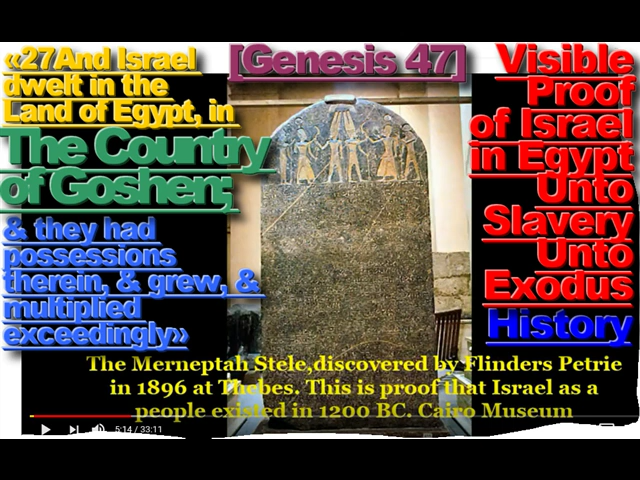 «27And Israel
dwelt in the
Land of Egypt, in
The Country
of Goshen;
& they had
possessions
therein, & grew, &
multiplied
exceedingly»
[Genesis 47]
Visible
Proof
of Israel
in Egypt
Unto
Slavery
Unto
Exodus
History
The Merneptah Stele,discovered by Flinders Petrie
in 1896 at Thebes. This is proof that Israel as a
people existed in 1200 BC. Cairo Museum
5:14 / 33:11